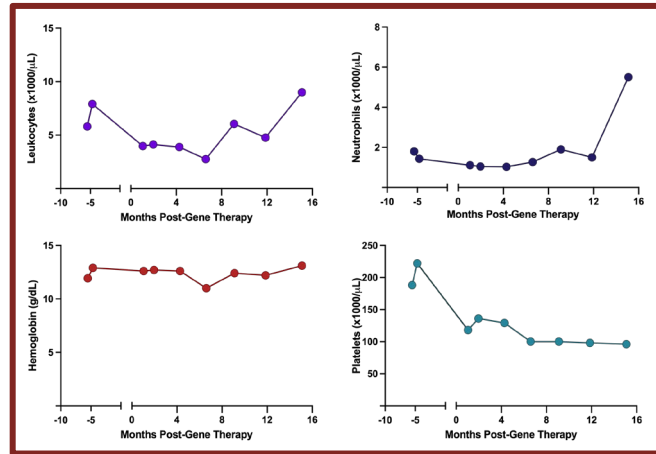 Leukocytes (x1000/μL)
15
10
5
-10 -5 0 4 8 12 16
Months Post-Gene Therapy
Neutrophils (x1000/μL)
8
6
4
2
-10 -5 0 4 8 12 16
Months Post-Gene Therapy
Hemoglobin (g/dL)
15
10
5
-10 -5 0 4 8 12 16
Months Post-Gene Therapy
Platelets (x1000/μL)
250
200
150
100
50
-10 -5 0 4 8 12 16
Months Post-Gene Therapy